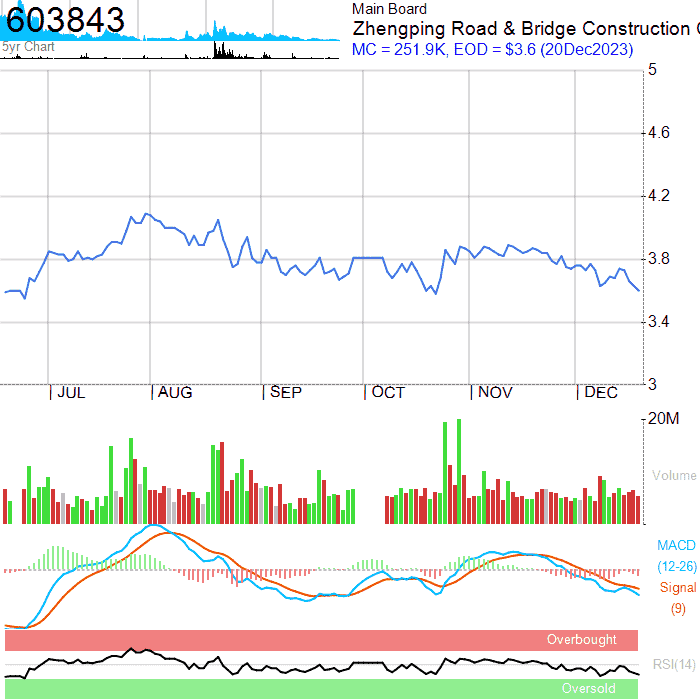 603843
5yr Chart
Main Board
Zhengping Road & Bridge Construction
MC = 251.9K, EOD = $3.6 (20Dec2023)
5
4.6
4.2
3.8
3.4
3
JUL
AUG
SEP
OCT
NOV
DEC
20M
Volume
MACD
(12-26)
Signal
(9)
Overbought
RSI(14)
Oversold